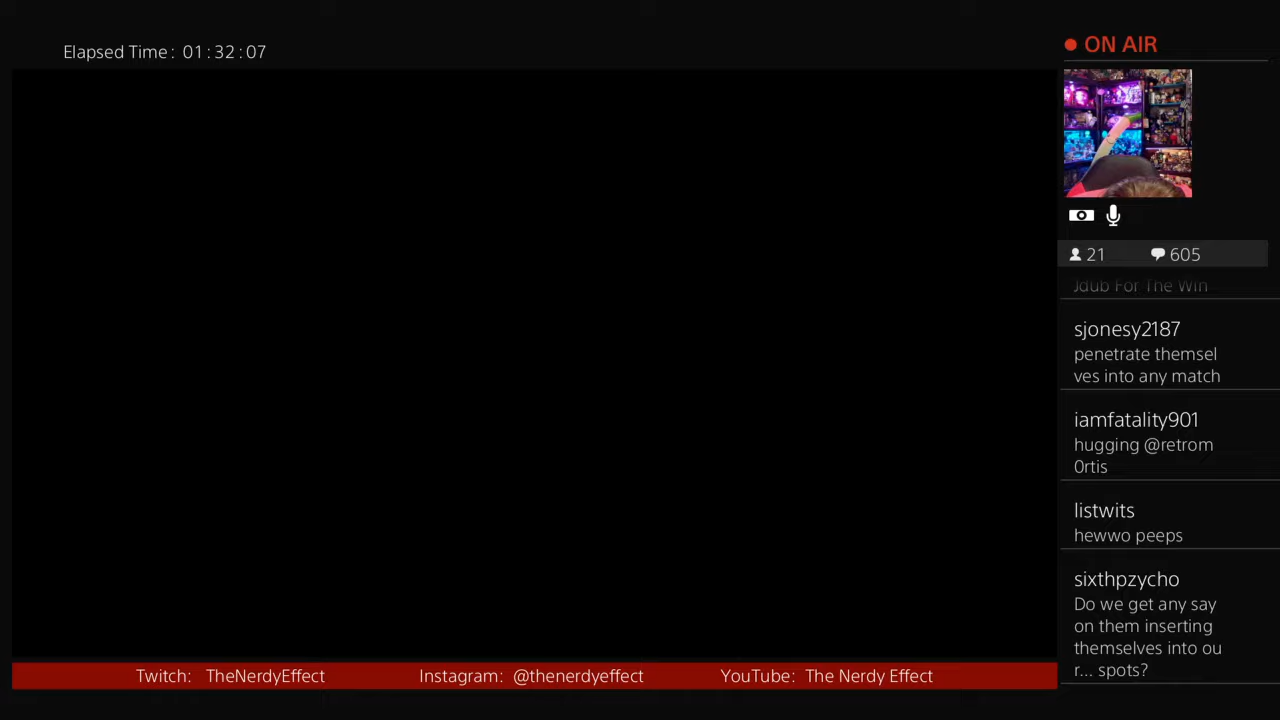 Elapsed Time: 01:32:07
ON AIR
21 605
Jdub For The Win
sjonesy2187
penetrate themsel
ves into any match
iamfatality901
hugging @retrom
0rtis
listwits
hewwo peeps
sixthpzycho
Do we get any say
on them inserting
themselves into ou
r... spots?
Twitch: TheNerdyEffect Instagram: @thenerdyeffect YouTube: The Nerdy Effect